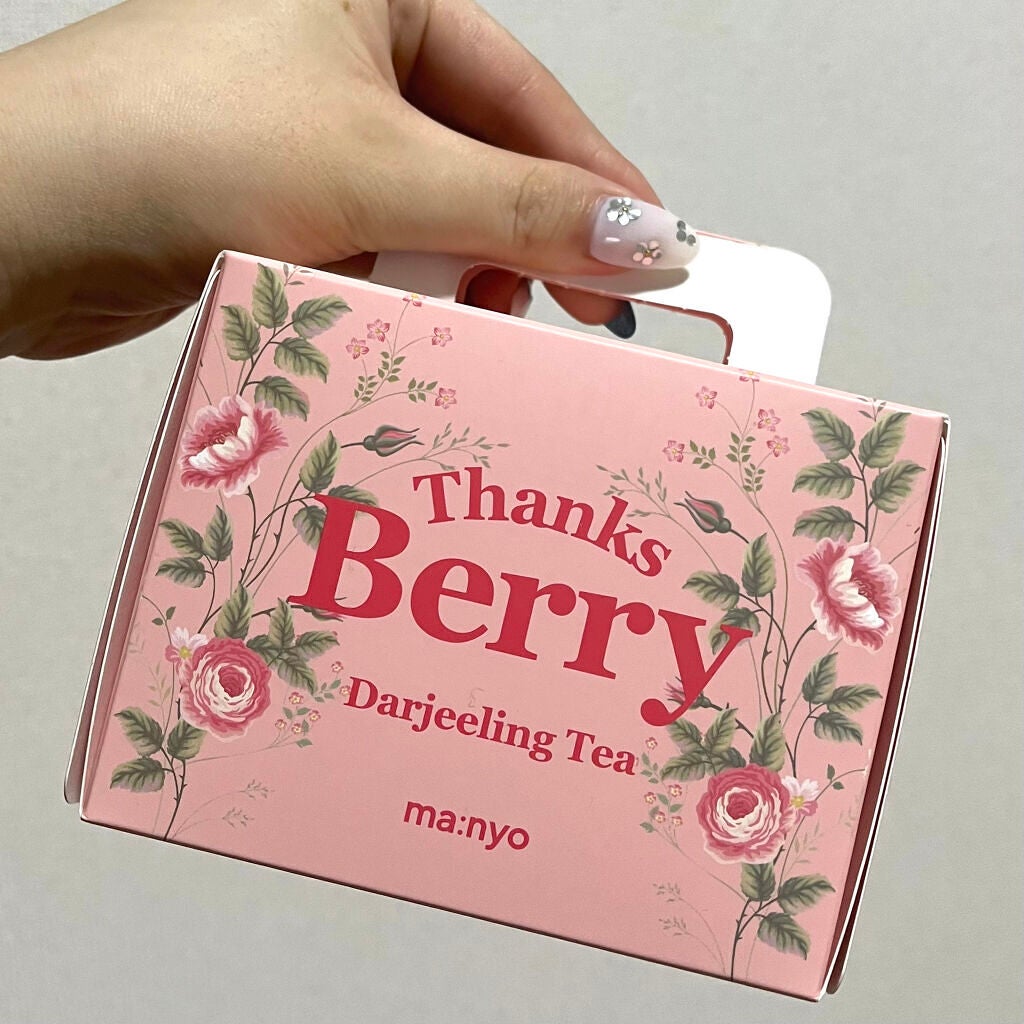 Thanks
Berry
Darjeeling Tea
ma:nyo